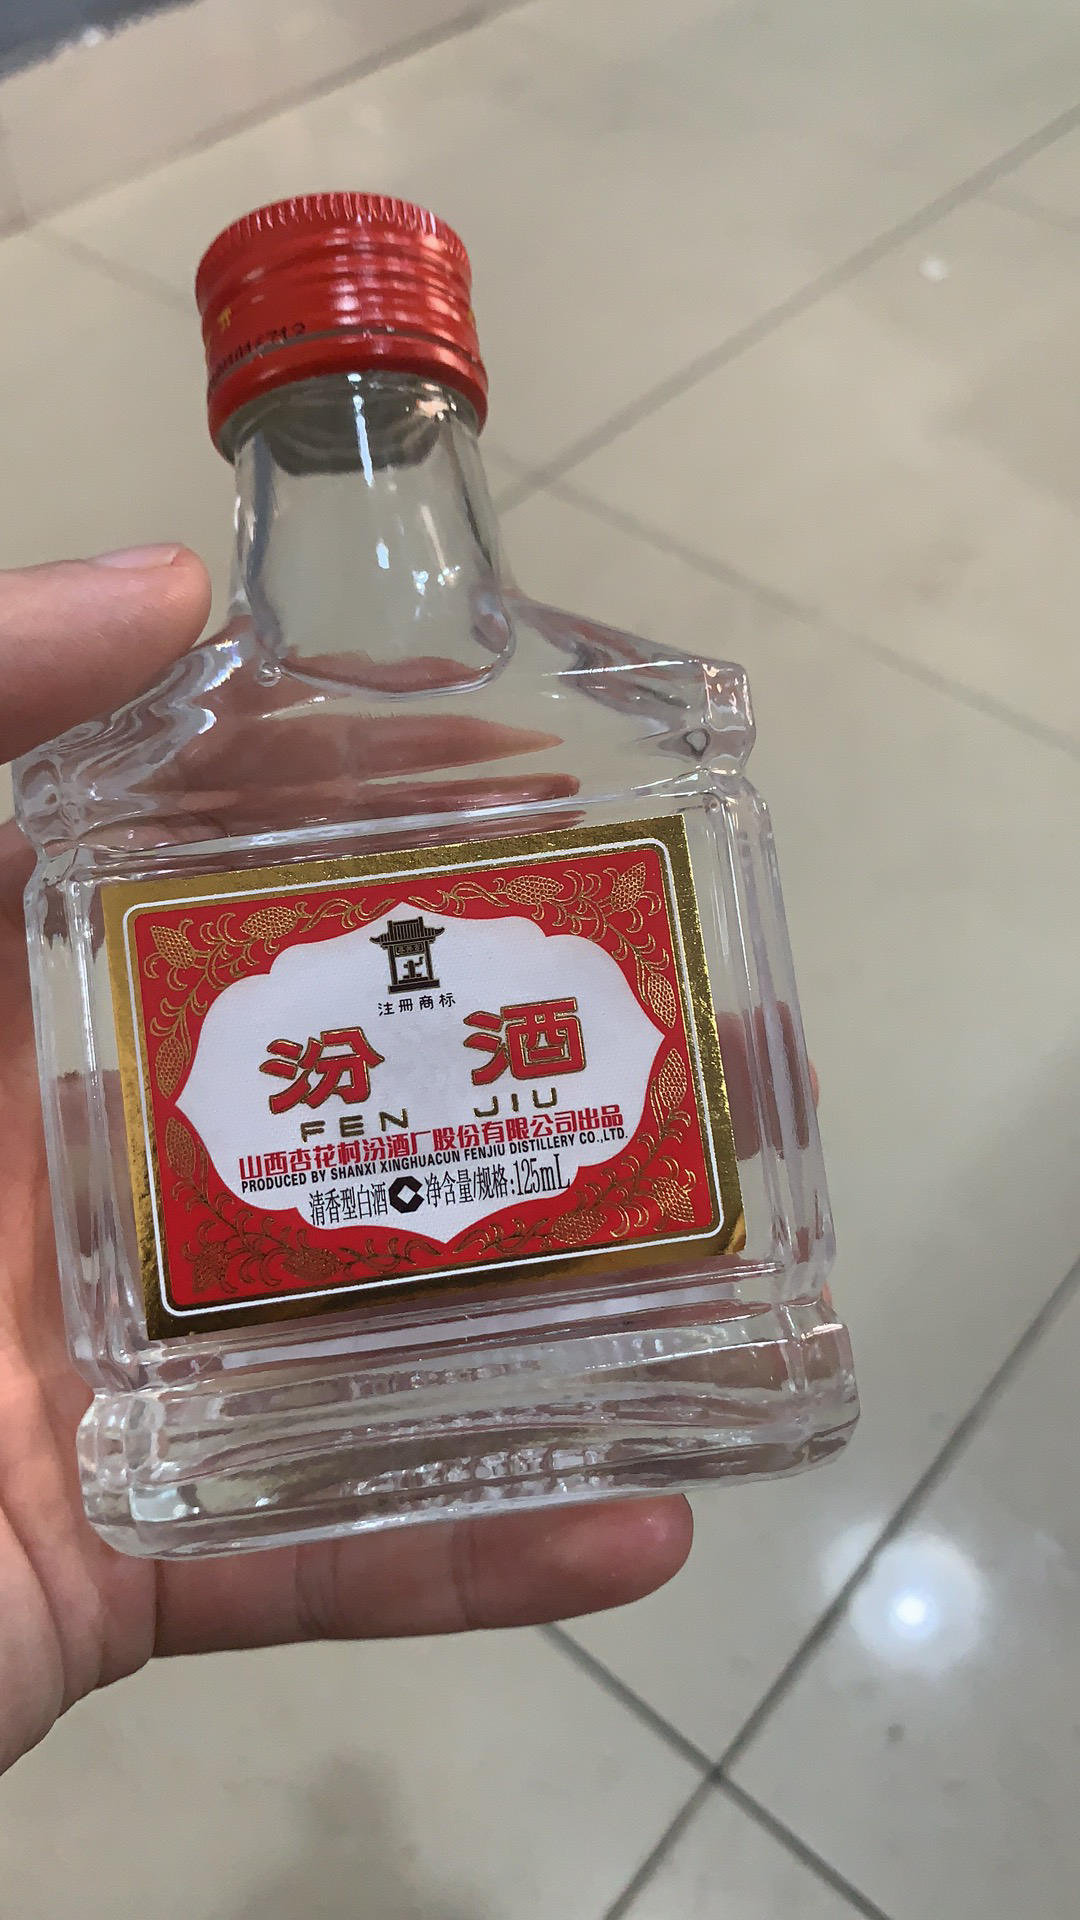 注册商标
汾酒
FEN JIU
山西杏花村汾酒厂股份有限公司出品
PRODUCED BY SHANXI XINGHUACUN FENJIU DISTILLERY CO.,LTD.
清香型白酒 净含量/规格:125mL